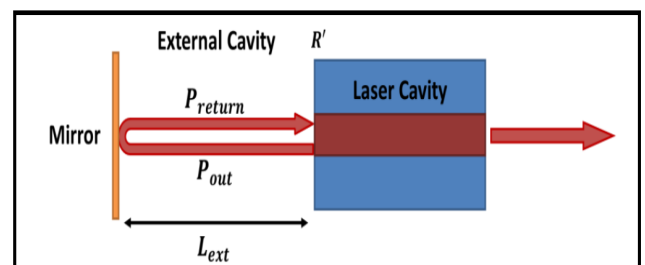 External Cavity
R'
Laser Cavity
P_return
Mirror
P_out
L_ext